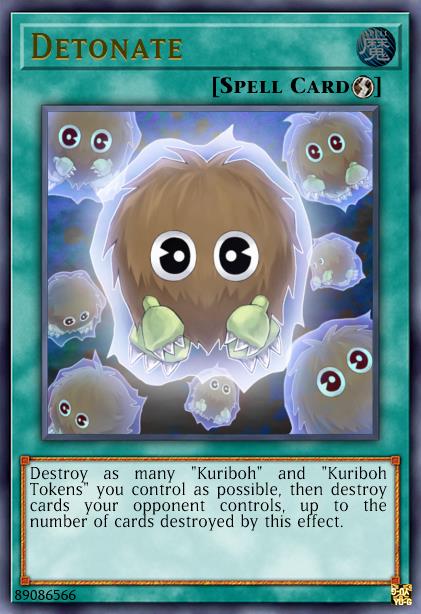 Detonate
魔
[Spell Card]
Destroy as many "Kuriboh" and "Kuriboh
Tokens" you control as possible, then destroy
cards your opponent controls, up to the
number of cards destroyed by this effect.
89086566